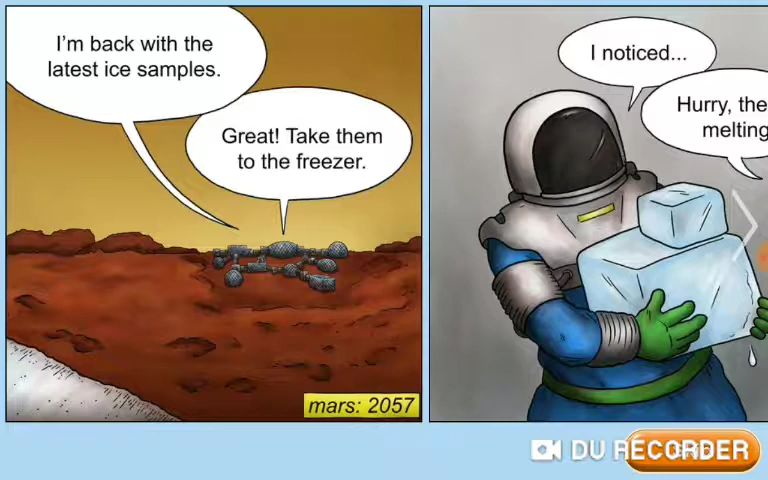 I'm back with the
latest ice samples.
Great! Take them
to the freezer.
mars: 2057
I noticed...
Hurry, the
melting
DU RECORDER